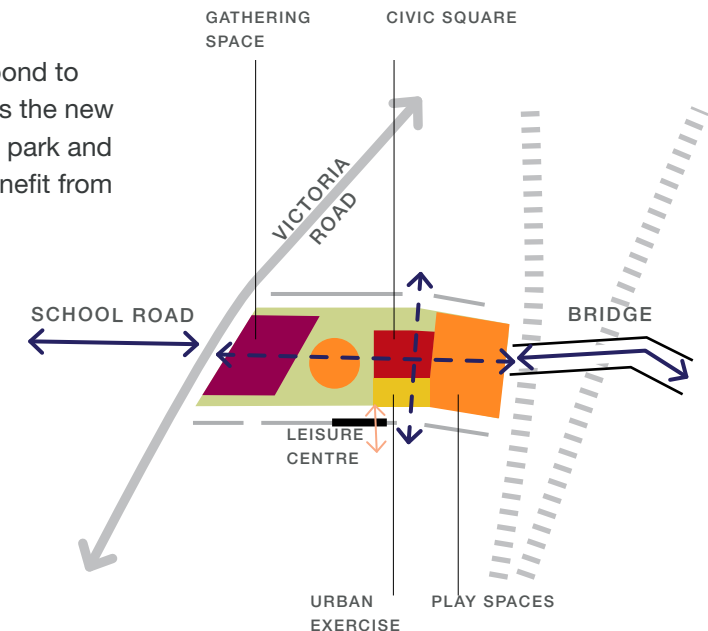 GATHERING
SPACE
CIVIC SQUARE
ond to
s the new
park and
nefit from
VICTORIA
ROAD
SCHOOL ROAD
BRIDGE
LEISURE
CENTRE
URBAN
EXERCISE
PLAY SPACES